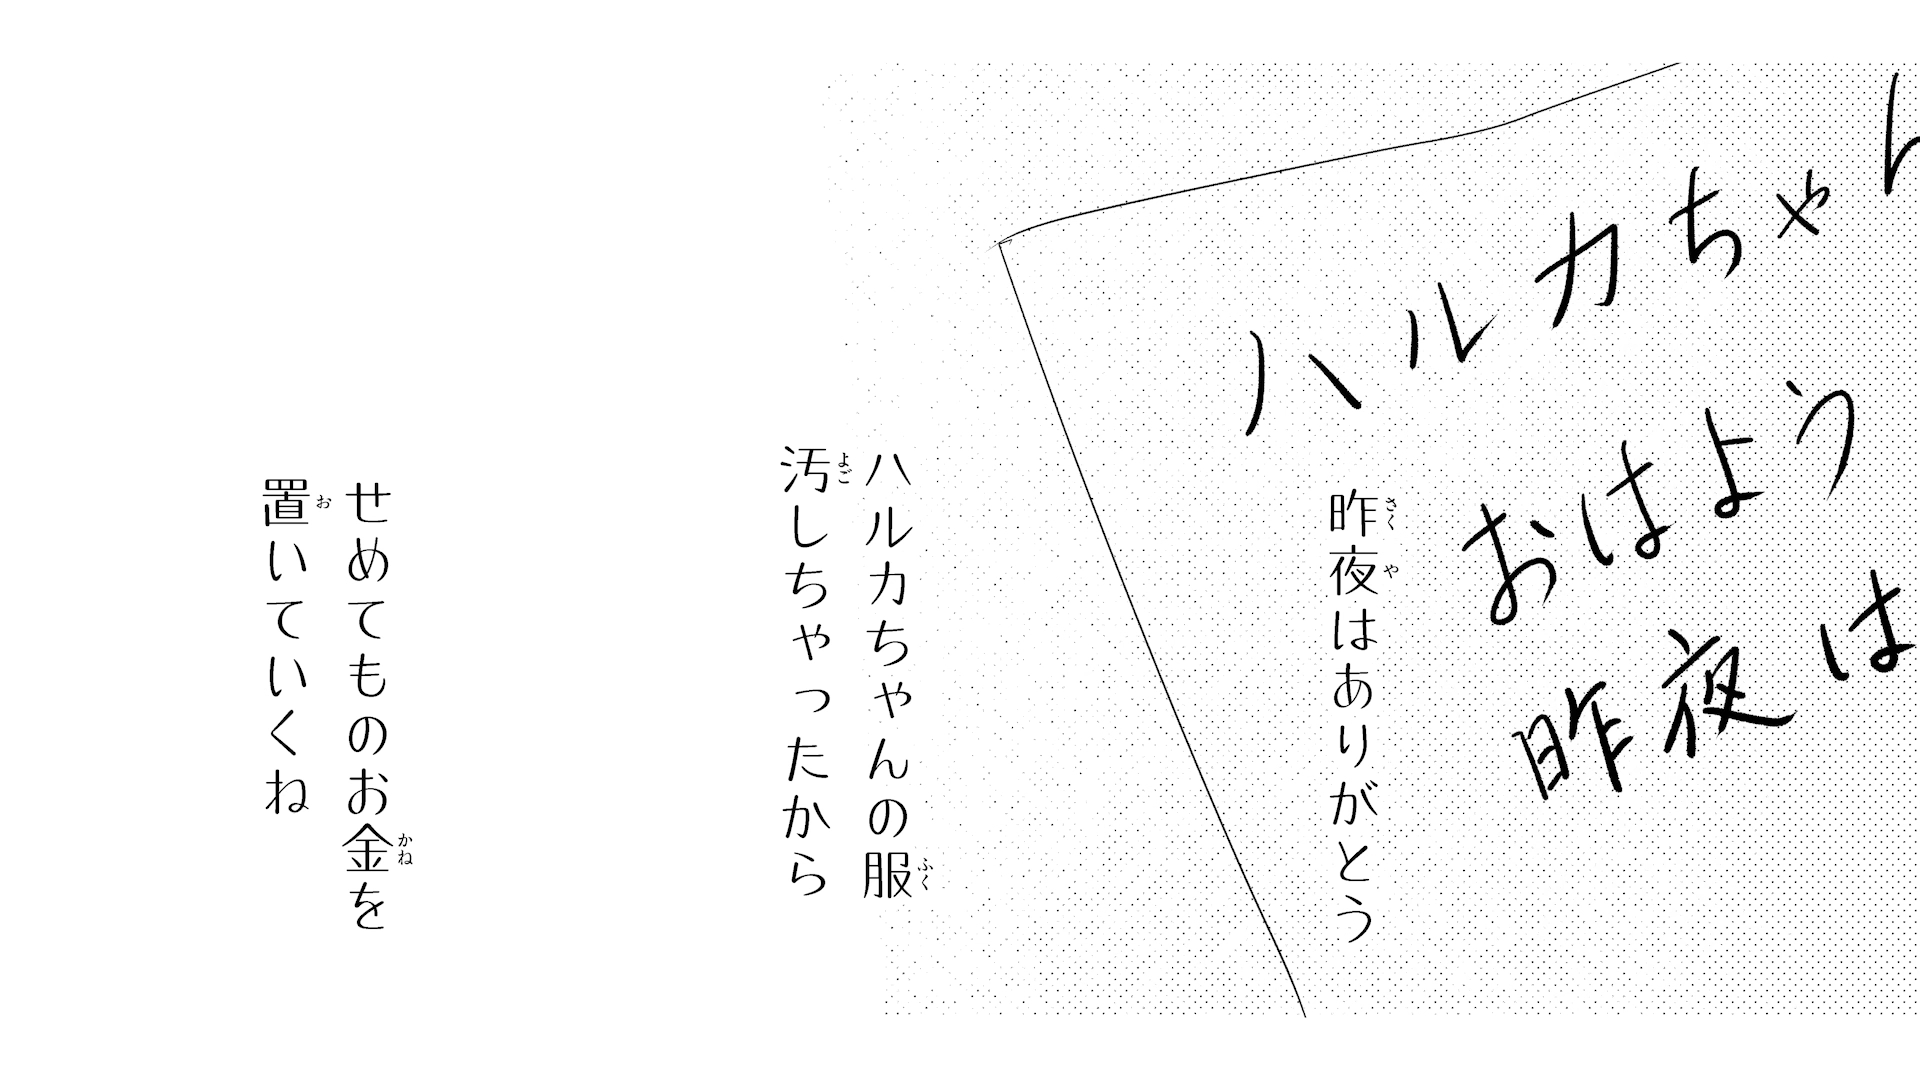 ハルカちゃん
おはよう
昨夜は
昨夜はありがとう
ハルカちゃんの服
汚しちゃったから
せめてものお金を
置いていくね